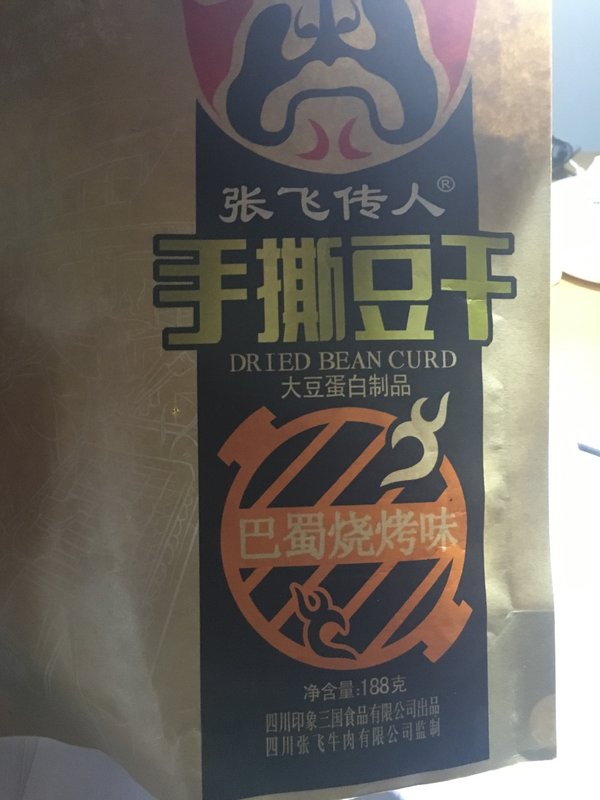 张飞传人®
手撕豆干
DRIED BEAN CURD
大豆蛋白制品
巴蜀烧烤味
净含量:188克
四川印象三国食品有限公司出品
四川张飞牛肉有限公司监制